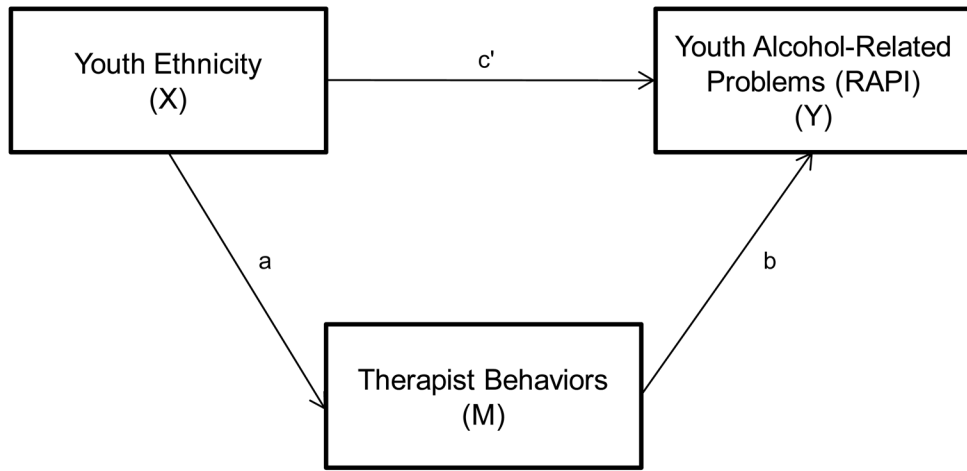 Youth Ethnicity
(X)
c'
Youth Alcohol-Related
Problems (RAPI)
(Y)
a
b
Therapist Behaviors
(M)